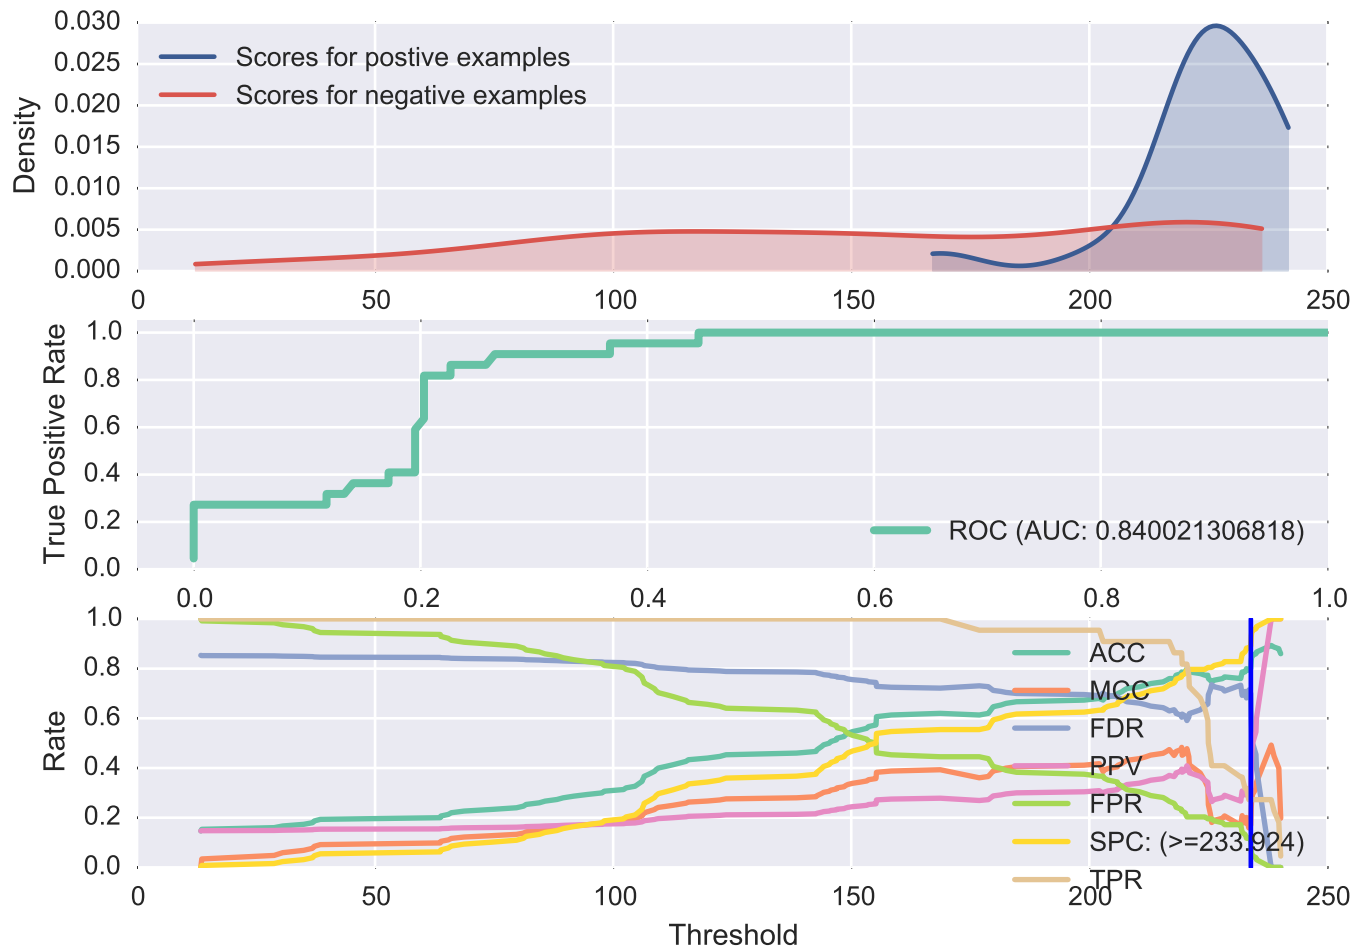 0.030
0.025
0.020
0.015
0.010
0.005
0.000
Density
Scores for postive examples
Scores for negative examples
0 50 100 150 200 250
1.0
0.8
0.6
0.4
0.2
0.0
True Positive Rate
ROC (AUC: 0.840021306818)
0.0 0.2 0.4 0.6 0.8 1.0
1.0
0.8
0.6
0.4
0.2
0.0
Rate
ACC
MCC
FDR
PPV
FPR
SPC: (>=233.924)
TPR
0 50 100 150 200 250
Threshold